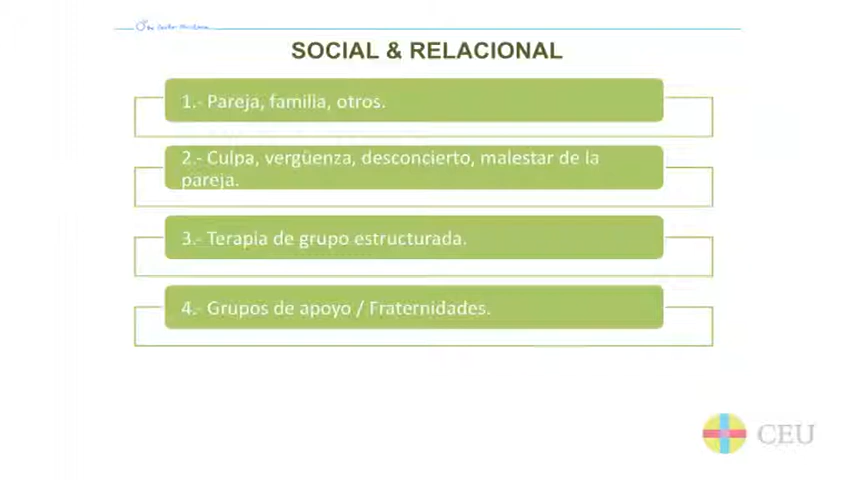 SOCIAL & RELACIONAL
1.- Pareja, familia, otros.
2.- Culpa, vergüenza, desconcierto, malestar de la
pareja.
3.- Terapia de grupo estructurada.
4.- Grupos de apoyo / Fraternidades.
CEU